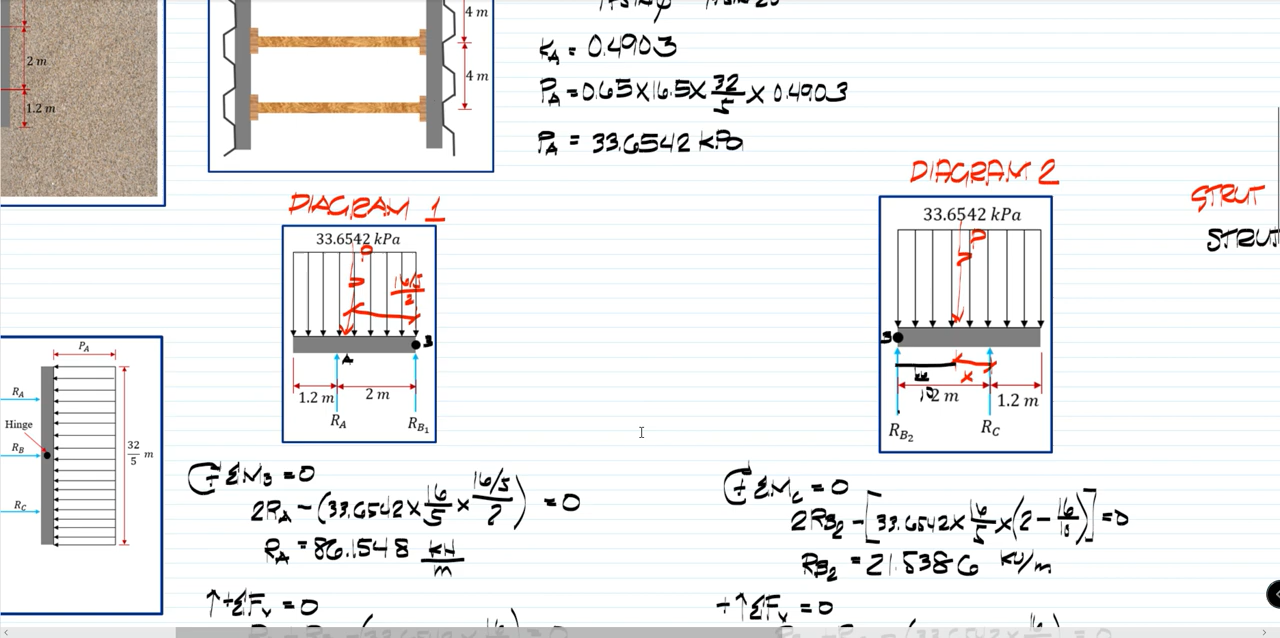 4 m
4 m
2 m
1.2 m
K_A = 0.4903
P_A = 0.65 × 16.5 × 32/5 × 0.4903
P_A = 33.6542 kPa
DIAGRAM 1
33.6542 kPa
P
16/5
2
A
B
1.2 m
2 m
R_A
R_B₁
DIAGRAM 2
33.6542 kPa
P
B
x
16
10
2 m
1.2 m
R_B₂
R_C
STRUT
STRUT
P_A
R_A
Hinge
R_B
R_C
32/5 m
+ΣM_B = 0
2R_A - (33.6542 × 16/5 × (16/5)/2) = 0
R_A = 86.1548 kN/m
↑+ΣF_v = 0
+ΣM_C = 0
2R_B₂ - [33.6542 × 16/5 × (2 - 16/10)] = 0
R_B₂ = 21.5386 kN/m
+↑ΣF_v = 0